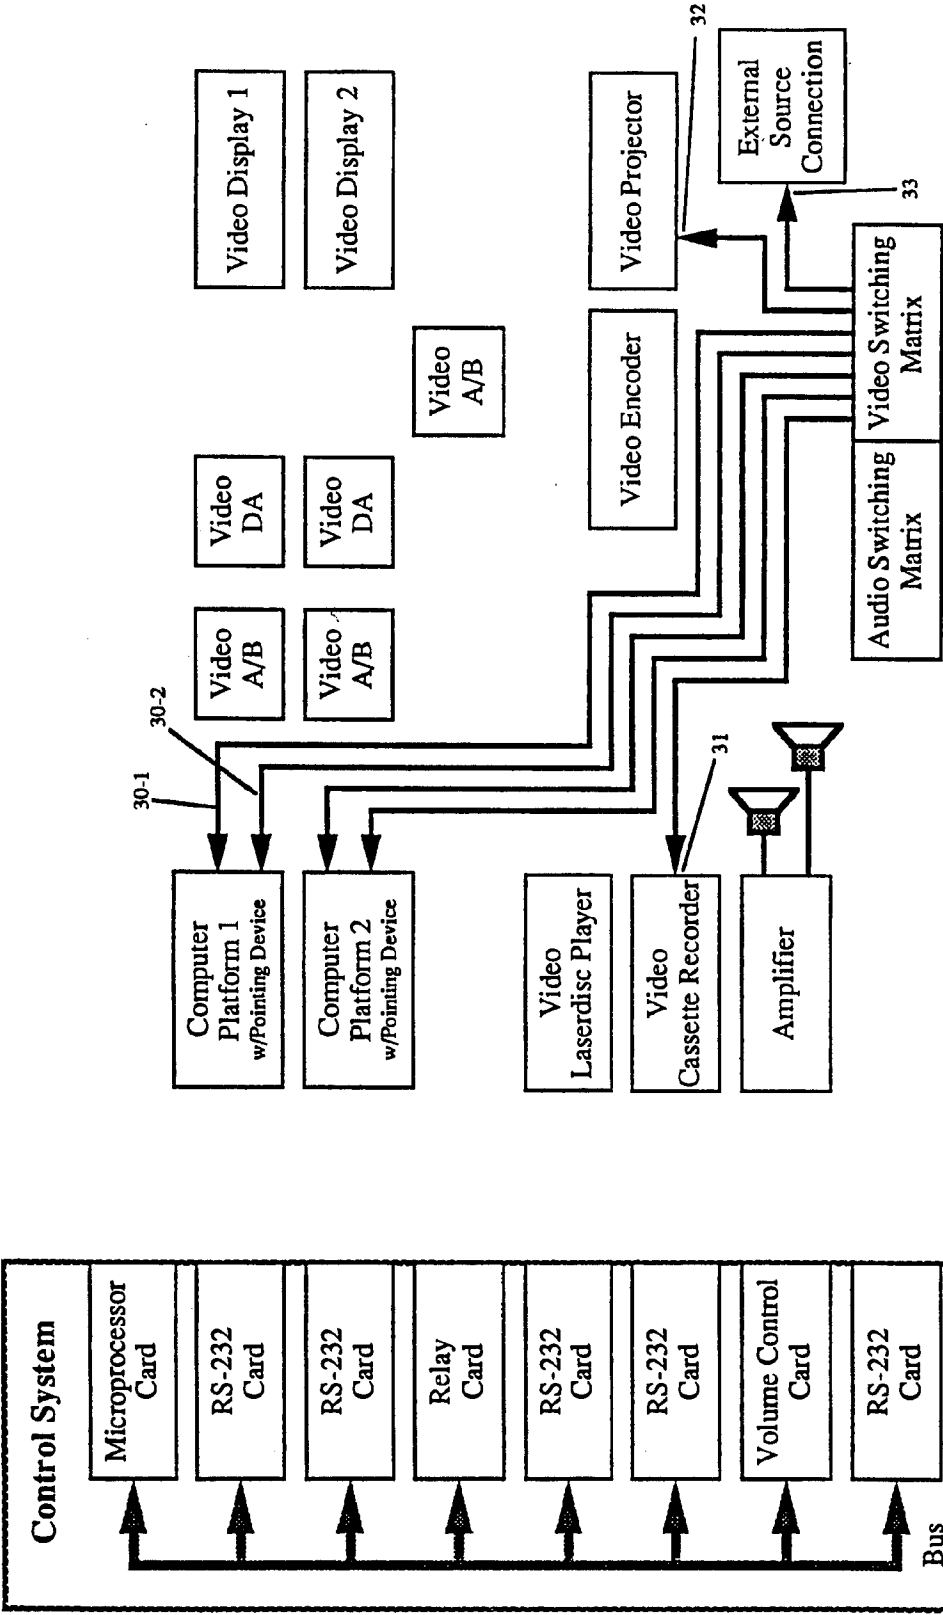 Control System
Microprocessor
Card
RS-232
Card
RS-232
Card
Relay
Card
RS-232
Card
RS-232
Card
Volume Control
Card
RS-232
Card
Bus
Computer
Platform 1
w/Pointing Device
Computer
Platform 2
w/Pointing Device
Video
Laserdisc Player
Video
Cassette Recorder
Amplifier
30-1
30-2
31
Video
A/B
Video
A/B
Video
DA
Video
DA
Video
A/B
Video Display 1
Video Display 2
Video Encoder
Video Projector
32
External
Source
Connection
33
Audio Switching
Matrix
Video Switching
Matrix